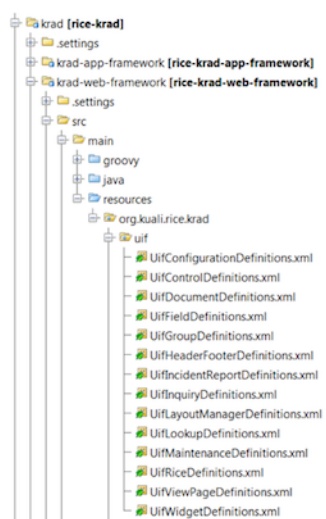 krad [rice-krad]
.settings
krad-app-framework [rice-krad-app-framework]
krad-web-framework [rice-krad-web-framework]
.settings
src
main
groovy
java
resources
org.kuali.rice.krad
uif
UifConfigurationDefinitions.xml
UifControlDefinitions.xml
UifDocumentDefinitions.xml
UifFieldDefinitions.xml
UifGroupDefinitions.xml
UifHeaderFooterDefinitions.xml
UifIncidentReportDefinitions.xml
UifInquiryDefinitions.xml
UifLayoutManagerDefinitions.xml
UifLookupDefinitions.xml
UifMaintenanceDefinitions.xml
UifRiceDefinitions.xml
UifViewPageDefinitions.xml
UifWidgetDefinitions.xml